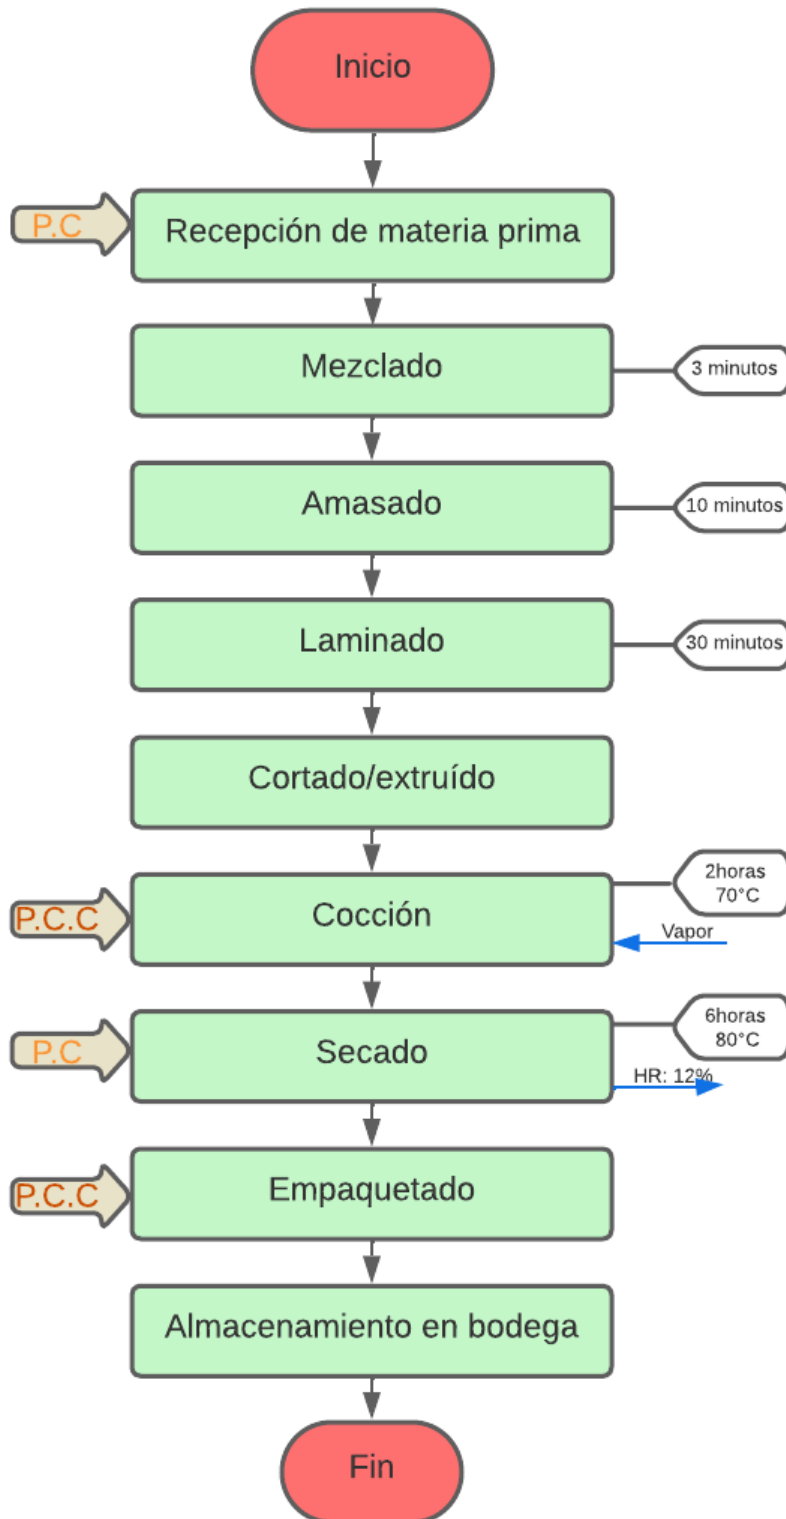 Inicio
P.C
Recepción de materia prima
Mezclado
3 minutos
Amasado
10 minutos
Laminado
30 minutos
Cortado/extruído
P.C.C
Cocción
2horas
70°C
Vapor
P.C
Secado
6horas
80°C
HR: 12%
P.C.C
Empaquetado
Almacenamiento en bodega
Fin